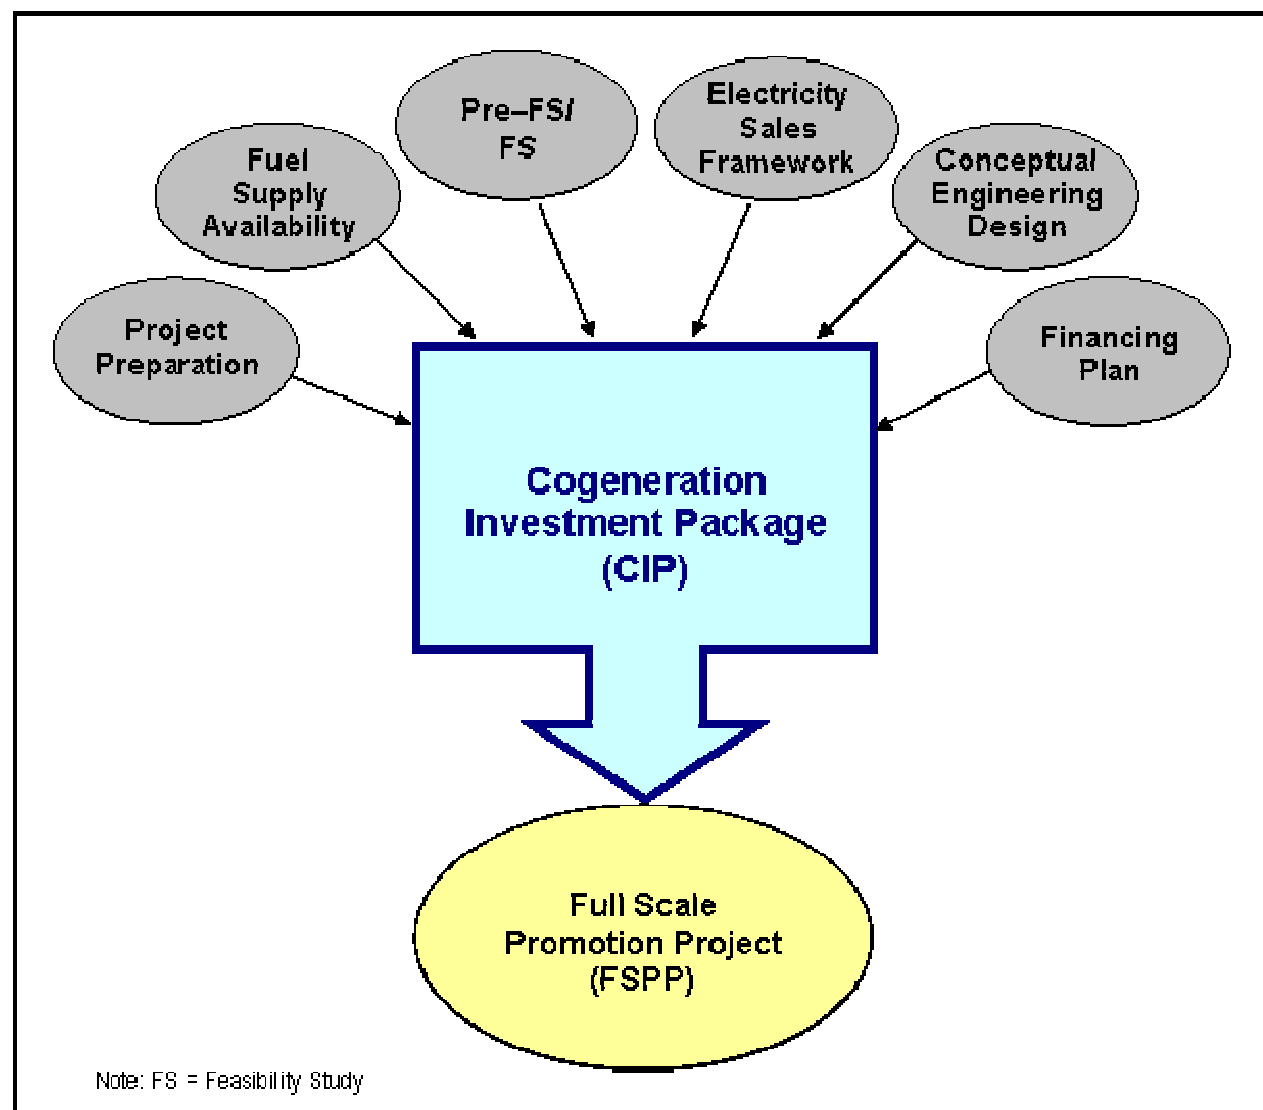 Project
Preparation
Fuel
Supply
Availability
Pre–FS/
FS
Electricity
Sales
Framework
Conceptual
Engineering
Design
Financing
Plan
Cogeneration
Investment Package
(CIP)
Full Scale
Promotion Project
(FSPP)
Note: FS = Feasibility Study